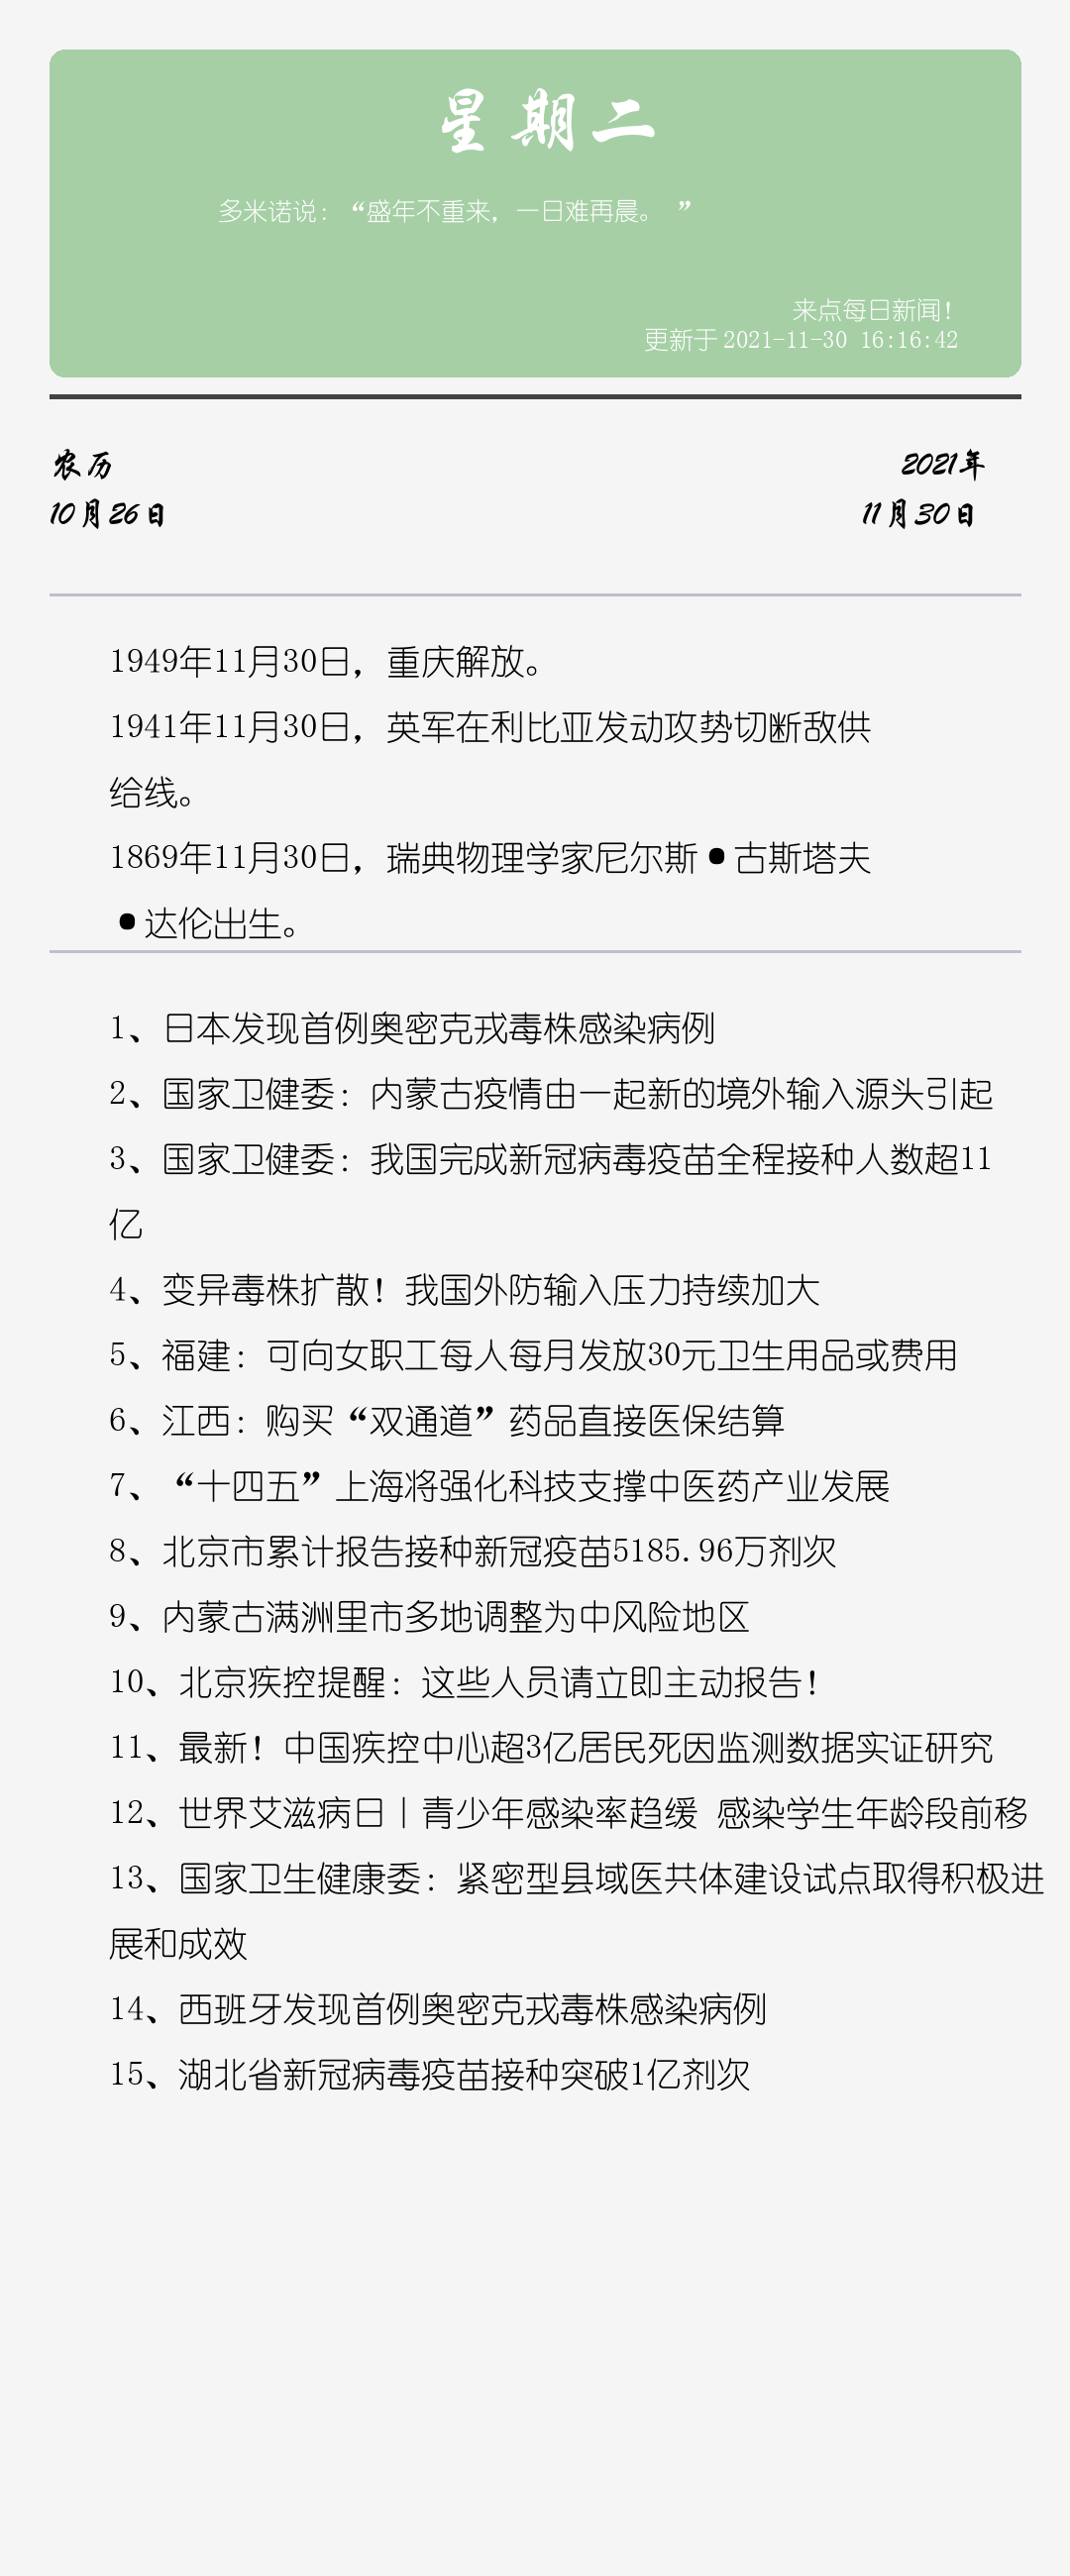 星期二
多米诺说：“盛年不重来，一日难再晨。 ”
来点每日新闻！
更新于 2021-11-30 16:16:42
农历
2021年
10月26日
11月30日
1949年11月30日，重庆解放。
1941年11月30日，英军在利比亚发动攻势切断敌供
给线。
1869年11月30日，瑞典物理学家尼尔斯•古斯塔夫
•达伦出生。
1、日本发现首例奥密克戎毒株感染病例
2、国家卫健委：内蒙古疫情由一起新的境外输入源头引起
3、国家卫健委：我国完成新冠病毒疫苗全程接种人数超11
亿
4、变异毒株扩散！我国外防输入压力持续加大
5、福建：可向女职工每人每月发放30元卫生用品或费用
6、江西：购买“双通道”药品直接医保结算
7、“十四五”上海将强化科技支撑中医药产业发展
8、北京市累计报告接种新冠疫苗5185.96万剂次
9、内蒙古满洲里市多地调整为中风险地区
10、北京疾控提醒：这些人员请立即主动报告！
11、最新！中国疾控中心超3亿居民死因监测数据实证研究
12、世界艾滋病日丨青少年感染率趋缓 感染学生年龄段前移
13、国家卫生健康委：紧密型县域医共体建设试点取得积极进
展和成效
14、西班牙发现首例奥密克戎毒株感染病例
15、湖北省新冠病毒疫苗接种突破1亿剂次